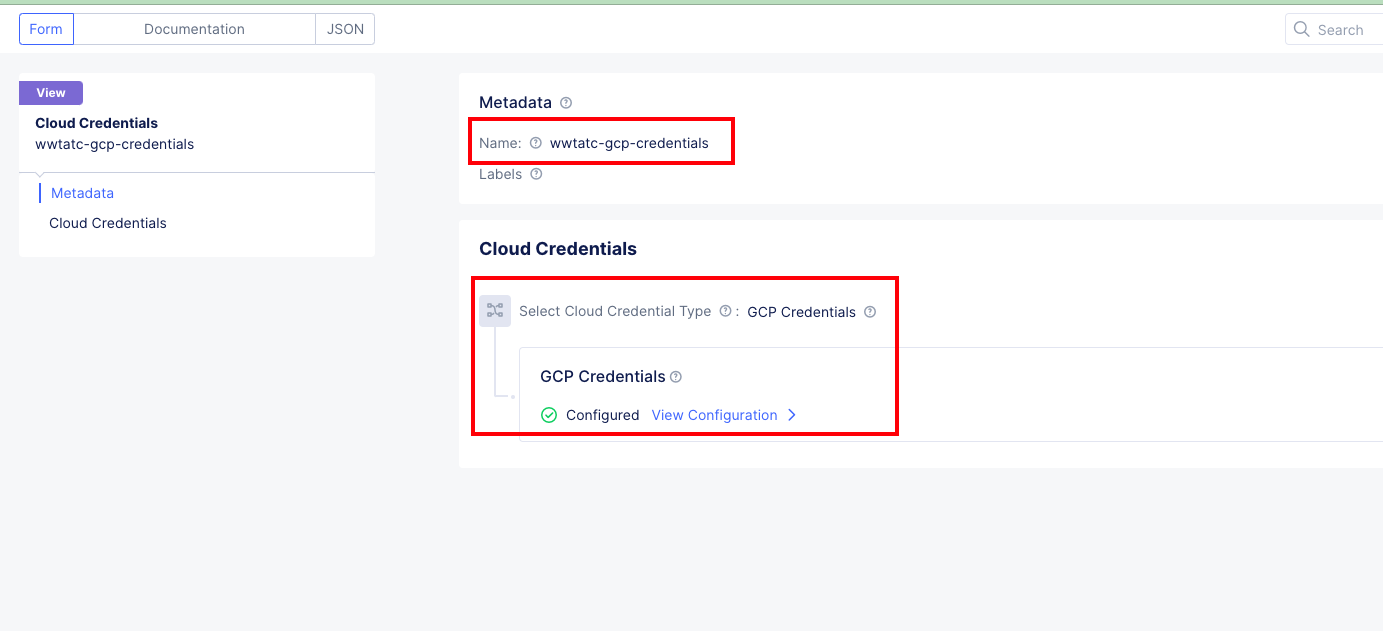 Form Documentation JSON
Search
View
Cloud Credentials
wwtatc-gcp-credentials
Metadata
Cloud Credentials
Metadata
Name: wwtatc-gcp-credentials
Labels
Cloud Credentials
Select Cloud Credential Type : GCP Credentials
GCP Credentials
Configured View Configuration